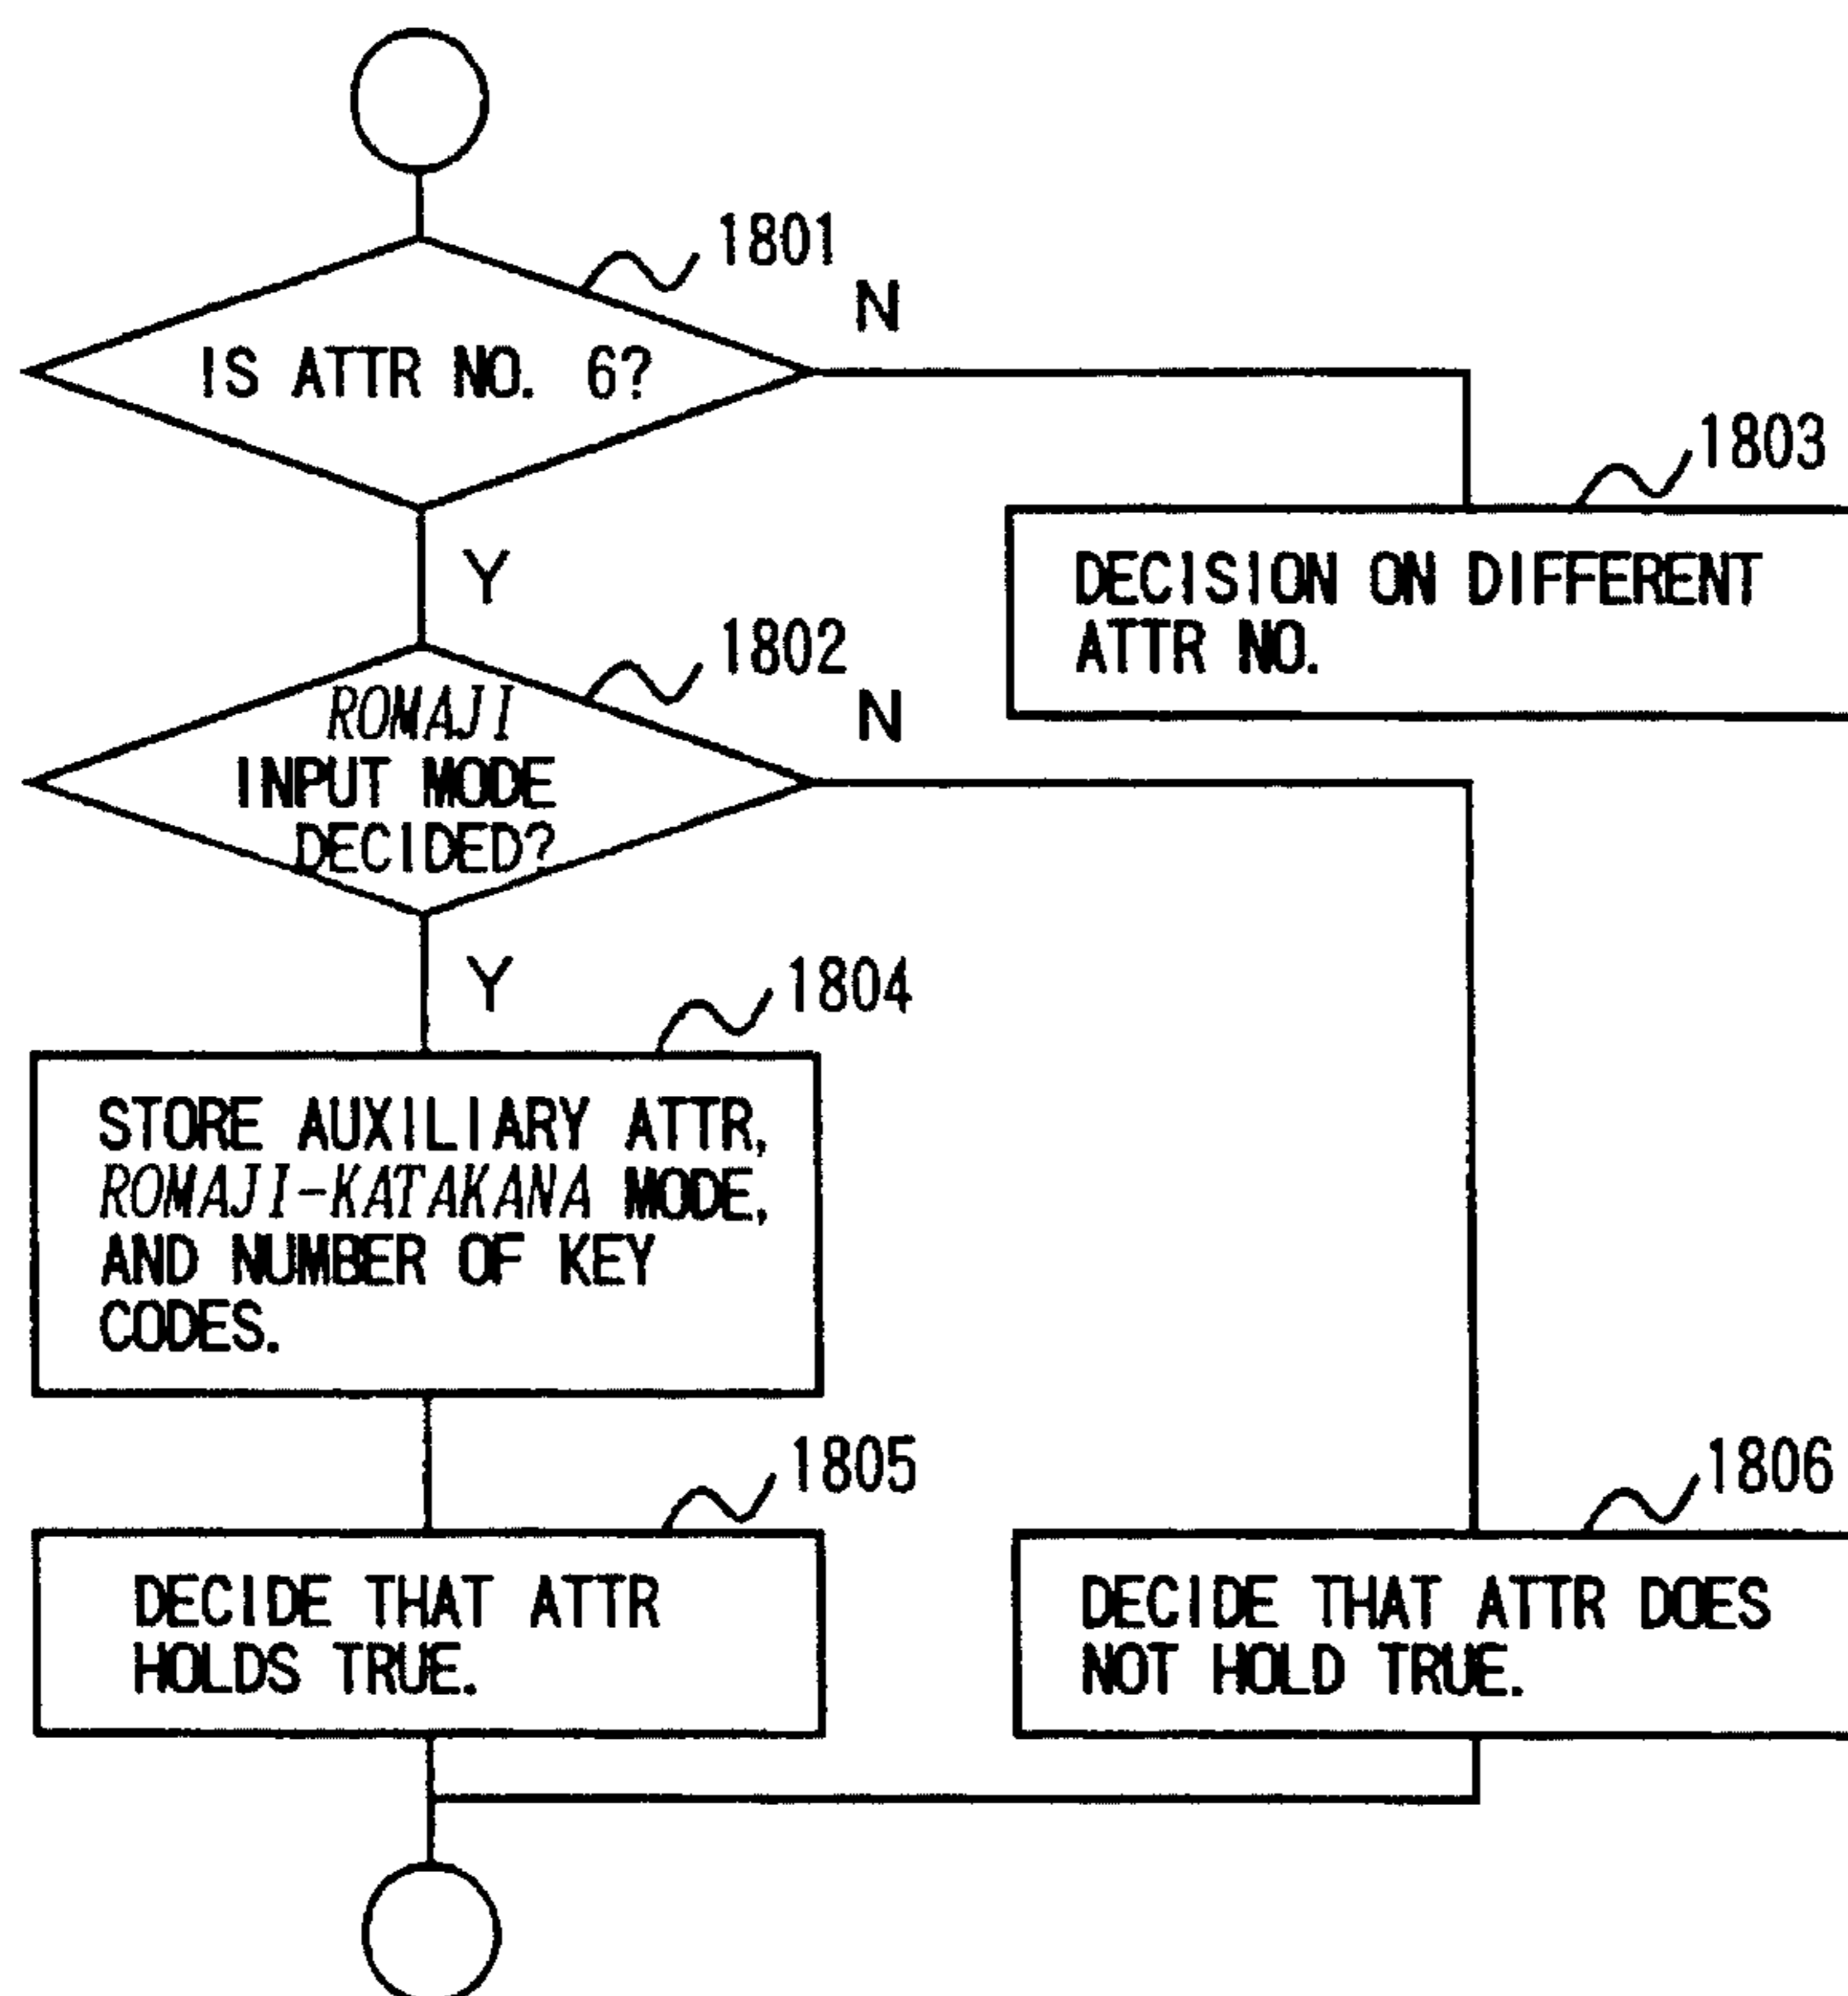 1801
N
IS ATTR NO. 6?
1803
Y
DECISION ON DIFFERENT
ATTR NO.
1802
N
ROMAJI
INPUT MODE
DECIDED?
Y
1804
STORE AUXILIARY ATTR,
ROMAJI-KATAKANA MODE,
AND NUMBER OF KEY
CODES.
1805
1806
DECIDE THAT ATTR
HOLDS TRUE.
DECIDE THAT ATTR DOES
NOT HOLD TRUE.